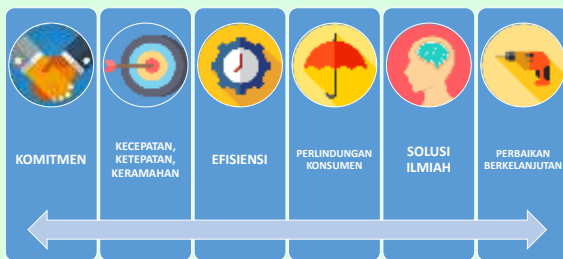 KOMITMEN
KECEPATAN,
KETEPATAN,
KERAMAHAN
EFISIENSI
PERLINDUNGAN
KONSUMEN
SOLUSI
ILMIAH
PERBAIKAN
BERKELANJUTAN